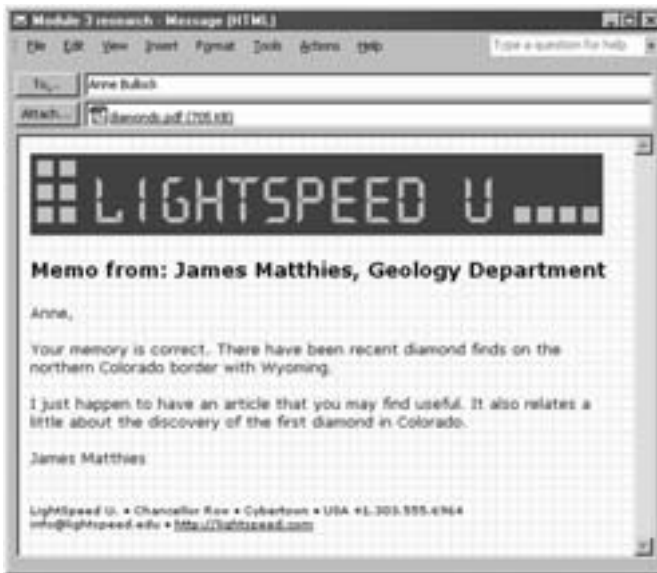 Module 3 research - Message (HTML)
File Edit View Insert Format Tools Actions Help Type a question for help
To... Anne Bullock
Attach... diamonds.pdf (705 KB)
LIGHTSPEED U
Memo from: James Matthies, Geology Department
Anne,
Your memory is correct. There have been recent diamond finds on the
northern Colorado border with Wyoming.
I just happen to have an article that you may find useful. It also relates a
little about the discovery of the first diamond in Colorado.
James Matthies
LightSpeed U. • Chancellor Row • Cybertown • USA +1.303.555.6964
info@lightspeed.edu • http://lightspeed.com